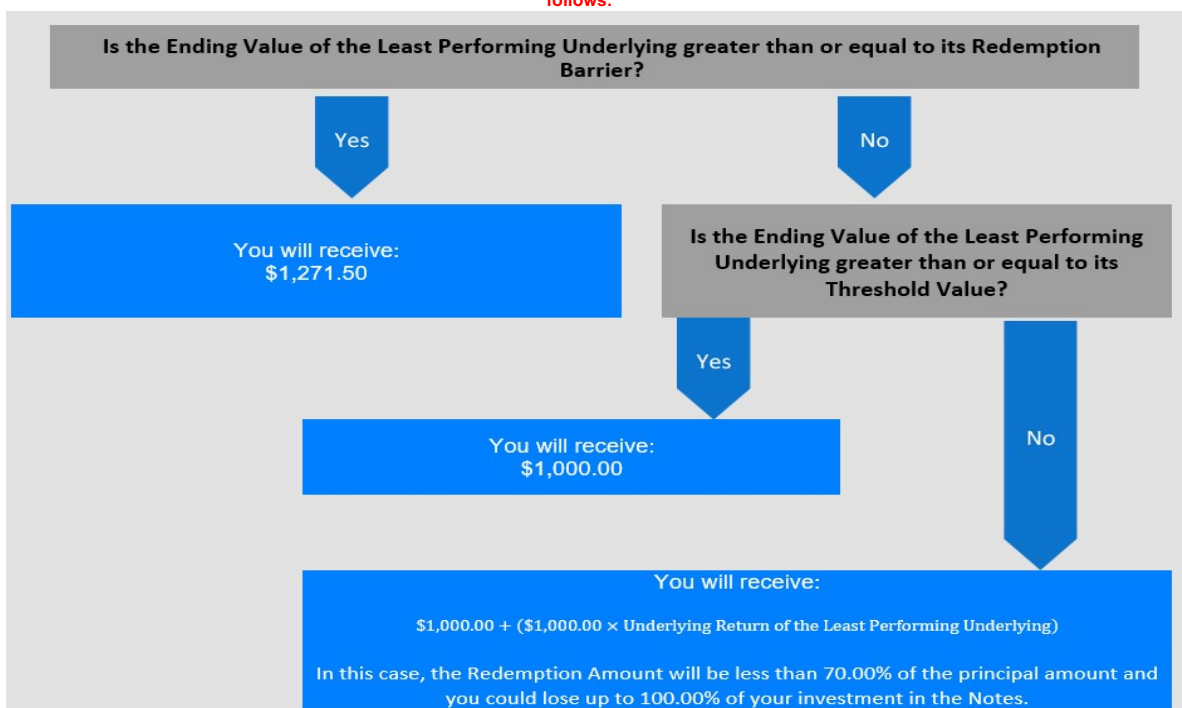 follows:
Is the Ending Value of the Least Performing Underlying greater than or equal to its Redemption
Barrier?
Yes
No
You will receive:
$1,271.50
Is the Ending Value of the Least Performing
Underlying greater than or equal to its
Threshold Value?
Yes
No
You will receive:
$1,000.00
You will receive:
$1,000.00 + ($1,000.00 × Underlying Return of the Least Performing Underlying)
In this case, the Redemption Amount will be less than 70.00% of the principal amount and
you could lose up to 100.00% of your investment in the Notes.